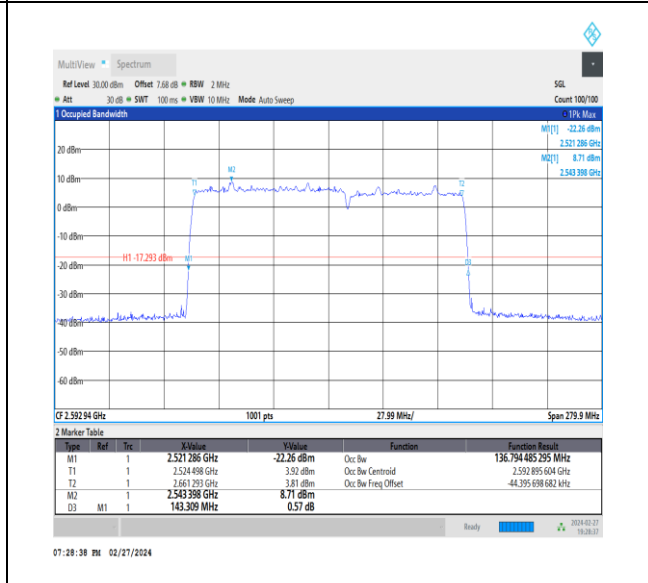 MultiView Spectrum
Ref Level 30.00 dBm Offset 7.68 dB RBW 2 MHz SGL
Att 30 dB SWT 100 ms VBW 10 MHz Mode Auto Sweep Count 100/100
1 Occupied Bandwidth 1Pk Max
M1[1] -22.26 dBm
2.521 286 GHz
M2[1] 8.71 dBm
2.543 398 GHz
20 dBm
M2
10 dBm
T1 T2
0 dBm
-10 dBm
H1 -17.293 dBm M1
D3
-20 dBm
-30 dBm
-40 dBm
-50 dBm
-60 dBm
CF 2.592 94 GHz 1001 pts 27.99 MHz/ Span 279.9 MHz
2 Marker Table
Type Ref Trc X-Value Y-Value Function Function Result
M1 1 2.521 286 GHz -22.26 dBm Occ Bw 136.794 485 295 MHz
T1 1 2.524 498 GHz 3.92 dBm Occ Bw Centroid 2.592 895 604 GHz
T2 1 2.661 293 GHz 3.81 dBm Occ Bw Freq Offset -44.395 698 682 kHz
M2 1 2.543 398 GHz 8.71 dBm
D3 M1 1 143.309 MHz 0.57 dB
Ready 2024-02-27
19:28:37
07:28:38 PM 02/27/2024